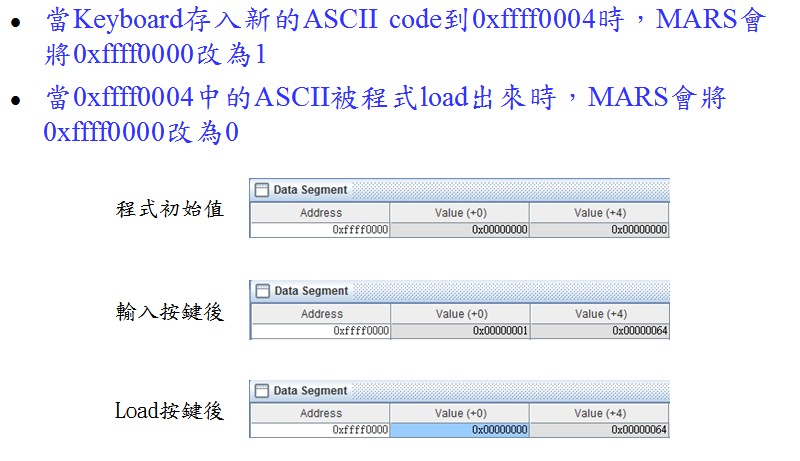 • 當Keyboard存入新的ASCII code到0xffff0004時，MARS會
將0xffff0000改為1
• 當0xffff0004中的ASCII被程式load出來時，MARS會將
0xffff0000改為0
程式初始值
Data Segment
Address Value (+0) Value (+4)
0xffff0000 0x00000000 0x00000000
輸入按鍵後
Data Segment
Address Value (+0) Value (+4)
0xffff0000 0x00000001 0x00000064
Load按鍵後
Data Segment
Address Value (+0) Value (+4)
0xffff0000 0x00000000 0x00000064